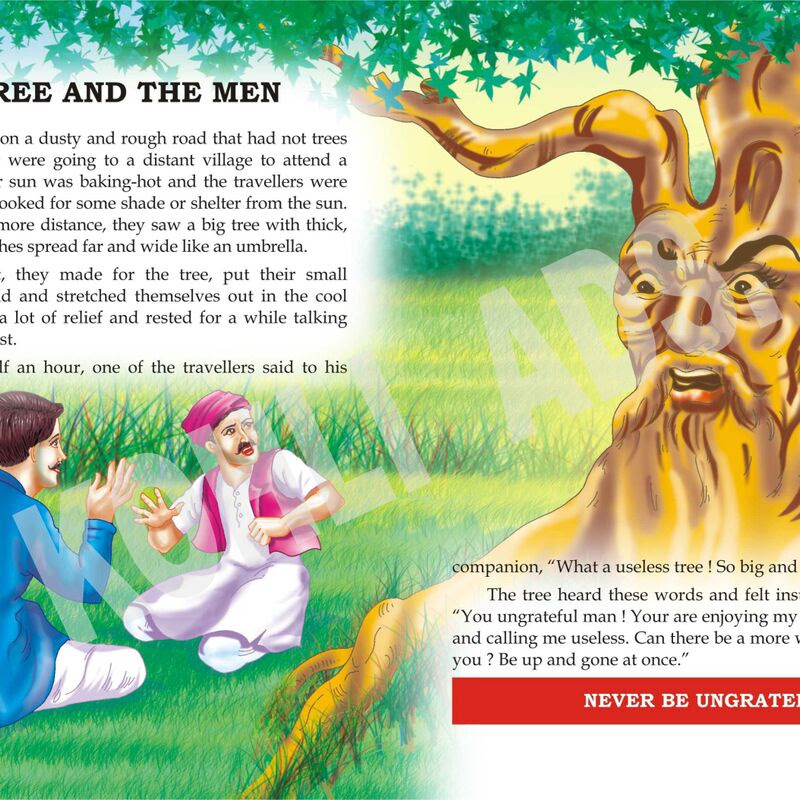 REE AND THE MEN
on a dusty and rough road that had not trees
were going to a distant village to attend a
r sun was baking-hot and the travellers were
ooked for some shade or shelter from the sun.
more distance, they saw a big tree with thick,
hes spread far and wide like an umbrella.
, they made for the tree, put their small
d and stretched themselves out in the cool
a lot of relief and rested for a while talking
st.
lf an hour, one of the travellers said to his
companion, “What a useless tree ! So big and
The tree heard these words and felt insu
“You ungrateful man ! Your are enjoying my
and calling me useless. Can there be a more w
you ? Be up and gone at once.”
NEVER BE UNGRATE
KOHLI ADS